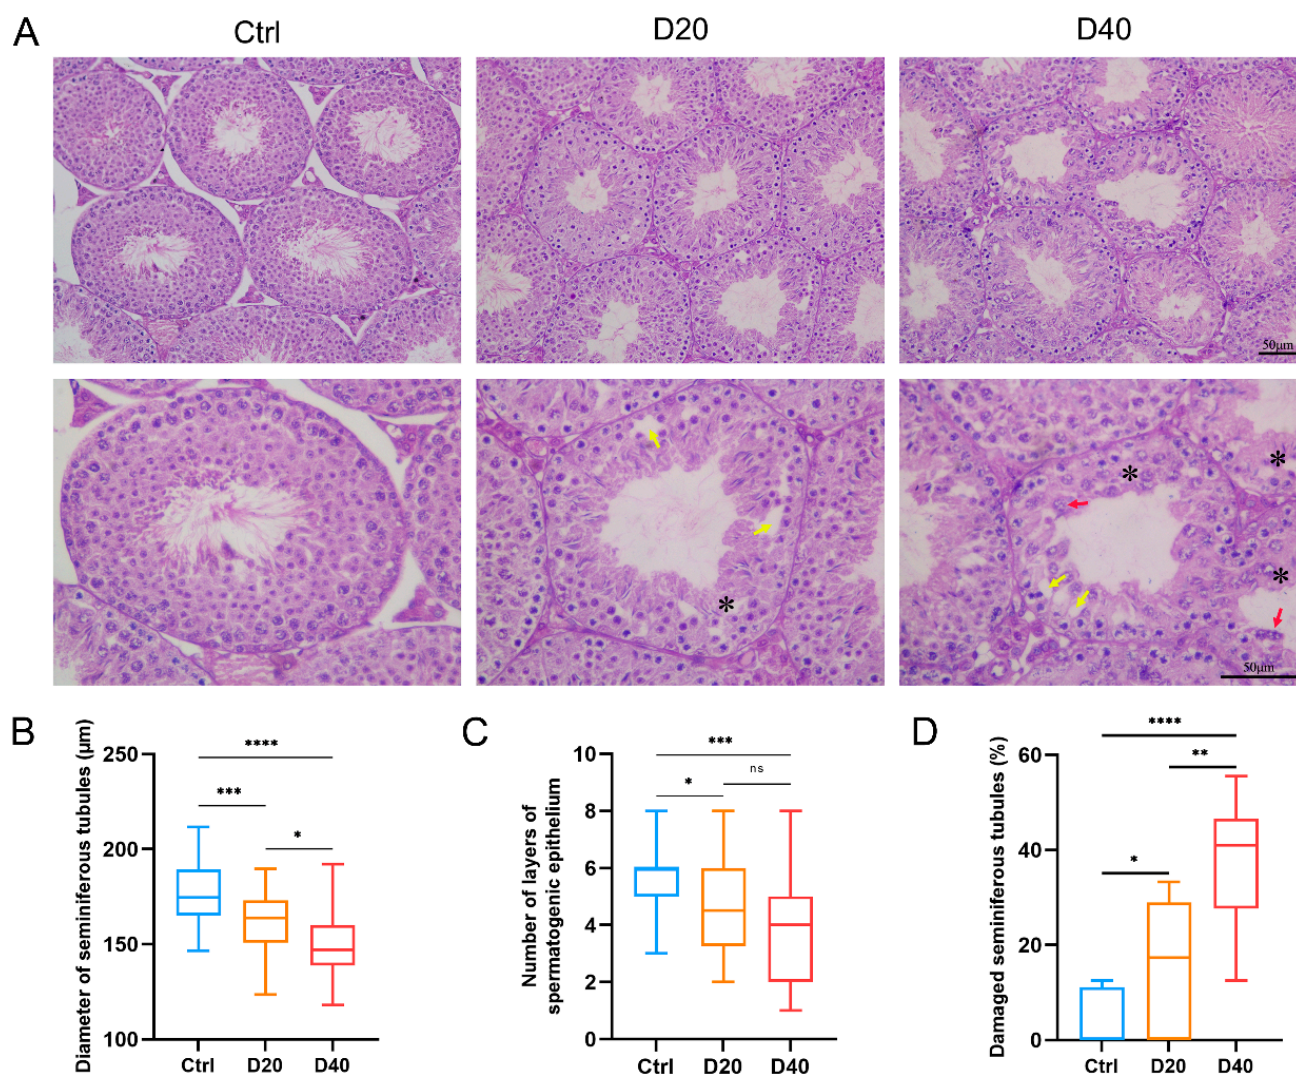 A
Ctrl
D20
D40
50μm
*
*
*
*
50μm
B
Diameter of seminiferous tubules (μm)
250
200
150
100
****
***
*
Ctrl
D20
D40
C
Number of layers of
spermatogenic epithelium
10
8
6
4
2
0
***
ns
*
Ctrl
D20
D40
D
Damaged seminiferous tubules (%)
60
40
20
0
****
**
*
Ctrl
D20
D40